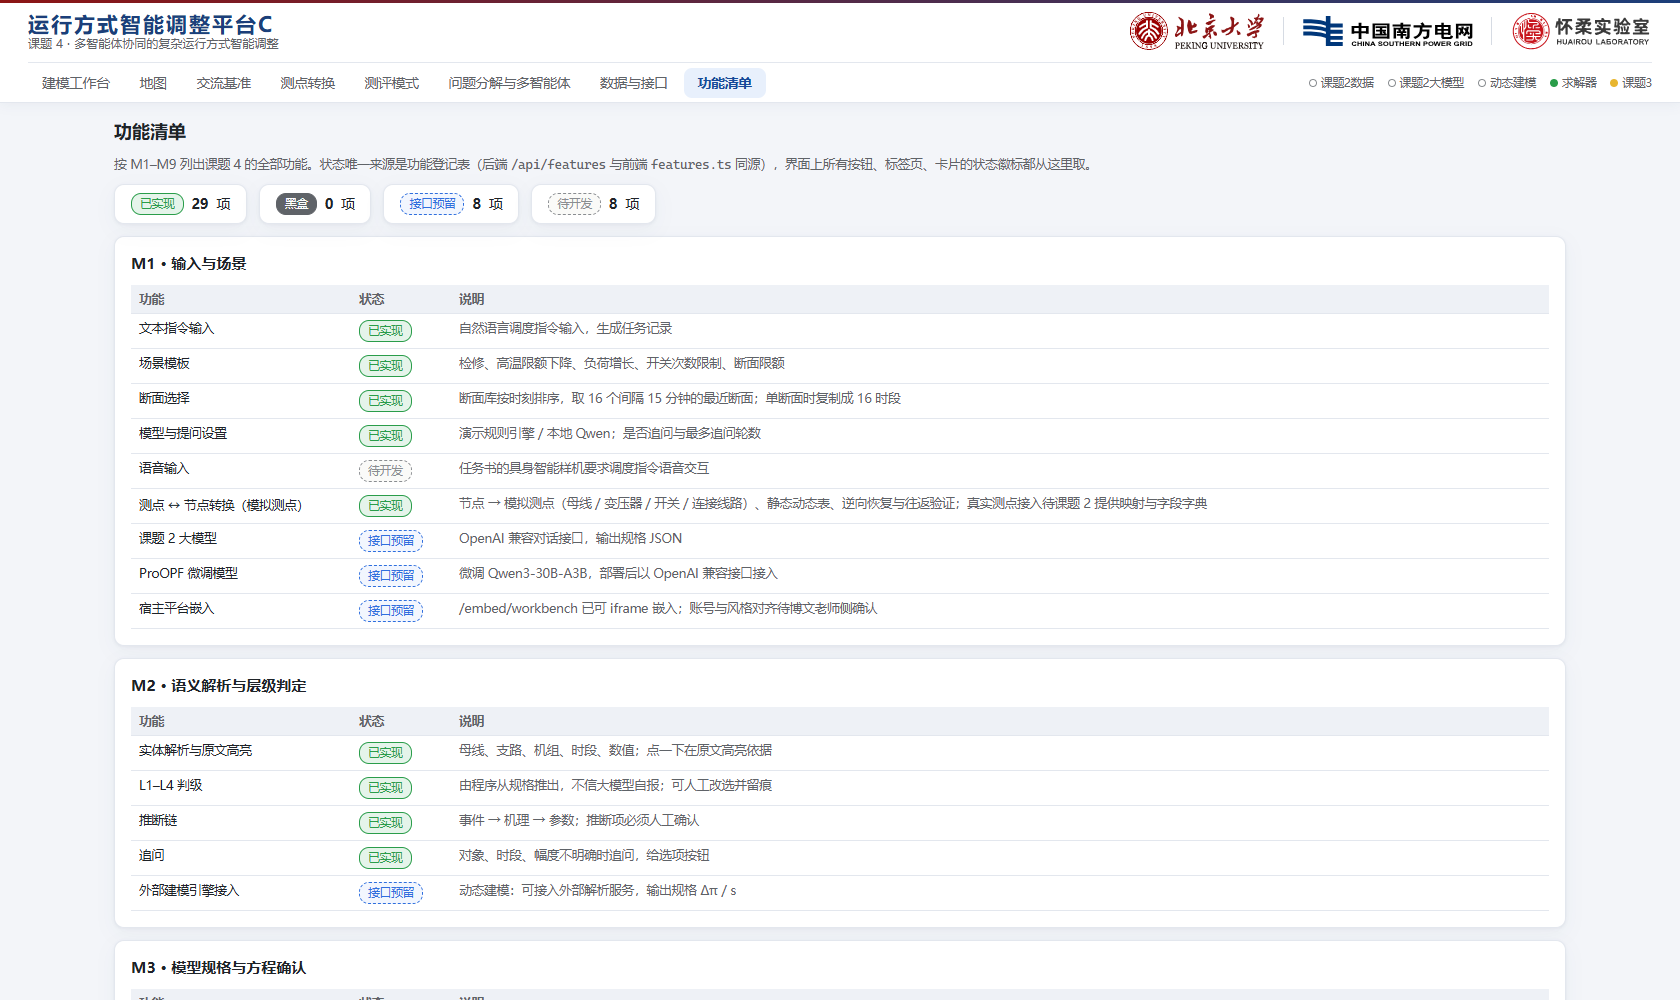 运行方式智能调整平台C
课题 4 · 多智能体协同的复杂运行方式智能调整
北京大学
PEKING UNIVERSITY
中国南方电网
CHINA SOUTHERN POWER GRID
怀柔实验室
HUAIROU LABORATORY
建模工作台 地图 交流基准 测点转换 测评模式 问题分解与多智能体 数据与接口 功能清单
课题2数据 课题2大模型 动态建模 求解器 课题3
功能清单
按 M1–M9 列出课题 4 的全部功能。状态唯一来源是功能登记表（后端 /api/features 与前端 features.ts 同源），界面上所有按钮、标签页、卡片的状态徽标都从这里取。
已实现 29 项
黑盒 0 项
接口预留 8 项
待开发 8 项
M1 · 输入与场景
功能 状态 说明
文本指令输入 已实现 自然语言调度指令输入，生成任务记录
场景模板 已实现 检修、高温限额下降、负荷增长、开关次数限制、断面限额
断面选择 已实现 断面库按时刻排序，取 16 个间隔 15 分钟的最近断面；单断面时复制成 16 时段
模型与提问设置 已实现 演示规则引擎 / 本地 Qwen；是否追问与最多追问轮数
语音输入 待开发 任务书的具身智能样机要求调度指令语音交互
测点 ↔ 节点转换（模拟测点） 已实现 节点 → 模拟测点（母线 / 变压器 / 开关 / 连接线路）、静态动态表、逆向恢复与往返验证；真实测点接入待课题 2 提供映射与字段字典
课题 2 大模型 接口预留 OpenAI 兼容对话接口，输出规格 JSON
ProOPF 微调模型 接口预留 微调 Qwen3-30B-A3B，部署后以 OpenAI 兼容接口接入
宿主平台嵌入 接口预留 /embed/workbench 已可 iframe 嵌入；账号与风格对齐待博文老师侧确认
M2 · 语义解析与层级判定
功能 状态 说明
实体解析与原文高亮 已实现 母线、支路、机组、时段、数值；点一下在原文高亮依据
L1–L4 判级 已实现 由程序从规格推出，不信大模型自报；可人工改选并留痕
推断链 已实现 事件 → 机理 → 参数；推断项必须人工确认
追问 已实现 对象、时段、幅度不明确时追问，给选项按钮
外部建模引擎接入 接口预留 动态建模：可接入外部解析服务，输出规格 Δπ / s
M3 · 模型规格与方程确认
功能 状态 说明